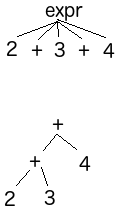 expr
2 + 3 + 4
+
+ 4
2 3